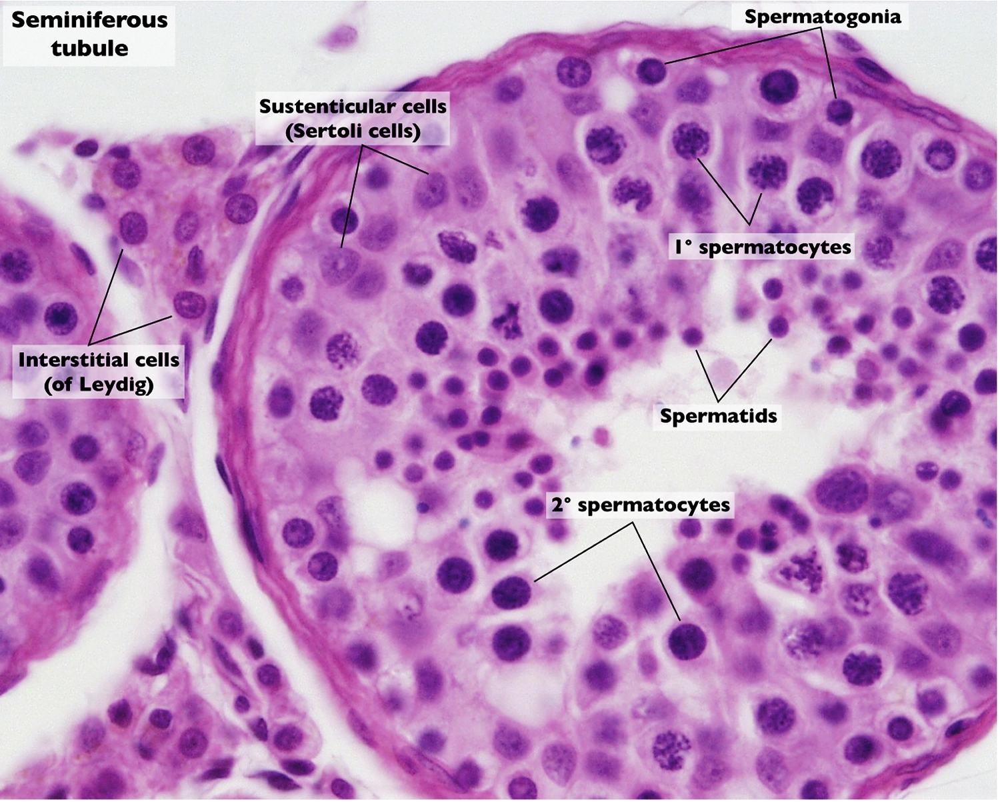 Seminiferous
tubule
Spermatogonia
Sustenticular cells
(Sertoli cells)
1° spermatocytes
Interstitial cells
(of Leydig)
Spermatids
2° spermatocytes